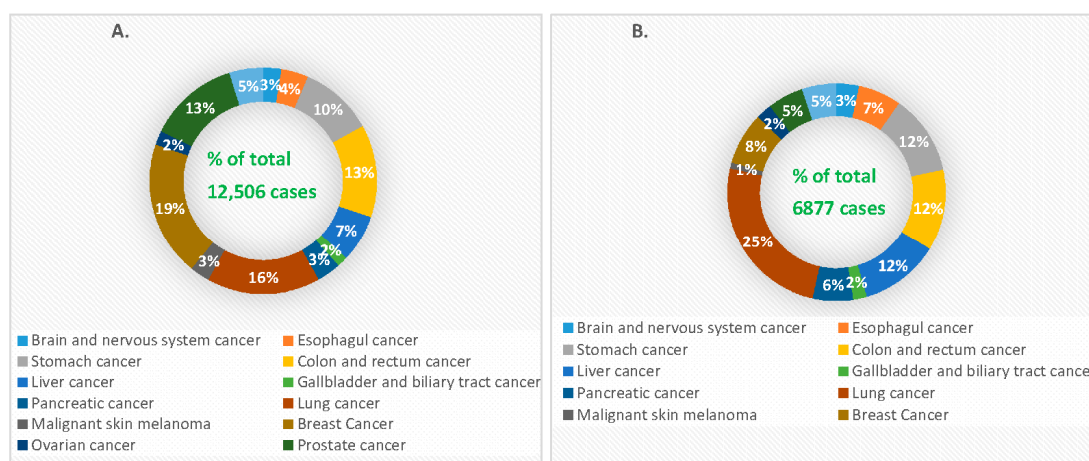 A.
5% 3% 4%
13% 10%
2% 13%
19% 7%
2%
3% 16% 3%
% of total
12,506 cases
Brain and nervous system cancer Esophagul cancer
Stomach cancer Colon and rectum cancer
Liver cancer Gallbladder and biliary tract cancer
Pancreatic cancer Lung cancer
Malignant skin melanoma Breast Cancer
Ovarian cancer Prostate cancer
B.
5% 3%
5% 7%
2%
8% 12%
1%
25% 12%
12%
6% 2%
% of total
6877 cases
Brain and nervous system cancer Esophagul cancer
Stomach cancer Colon and rectum cancer
Liver cancer Gallbladder and biliary tract cance
Pancreatic cancer Lung cancer
Malignant skin melanoma Breast Cancer